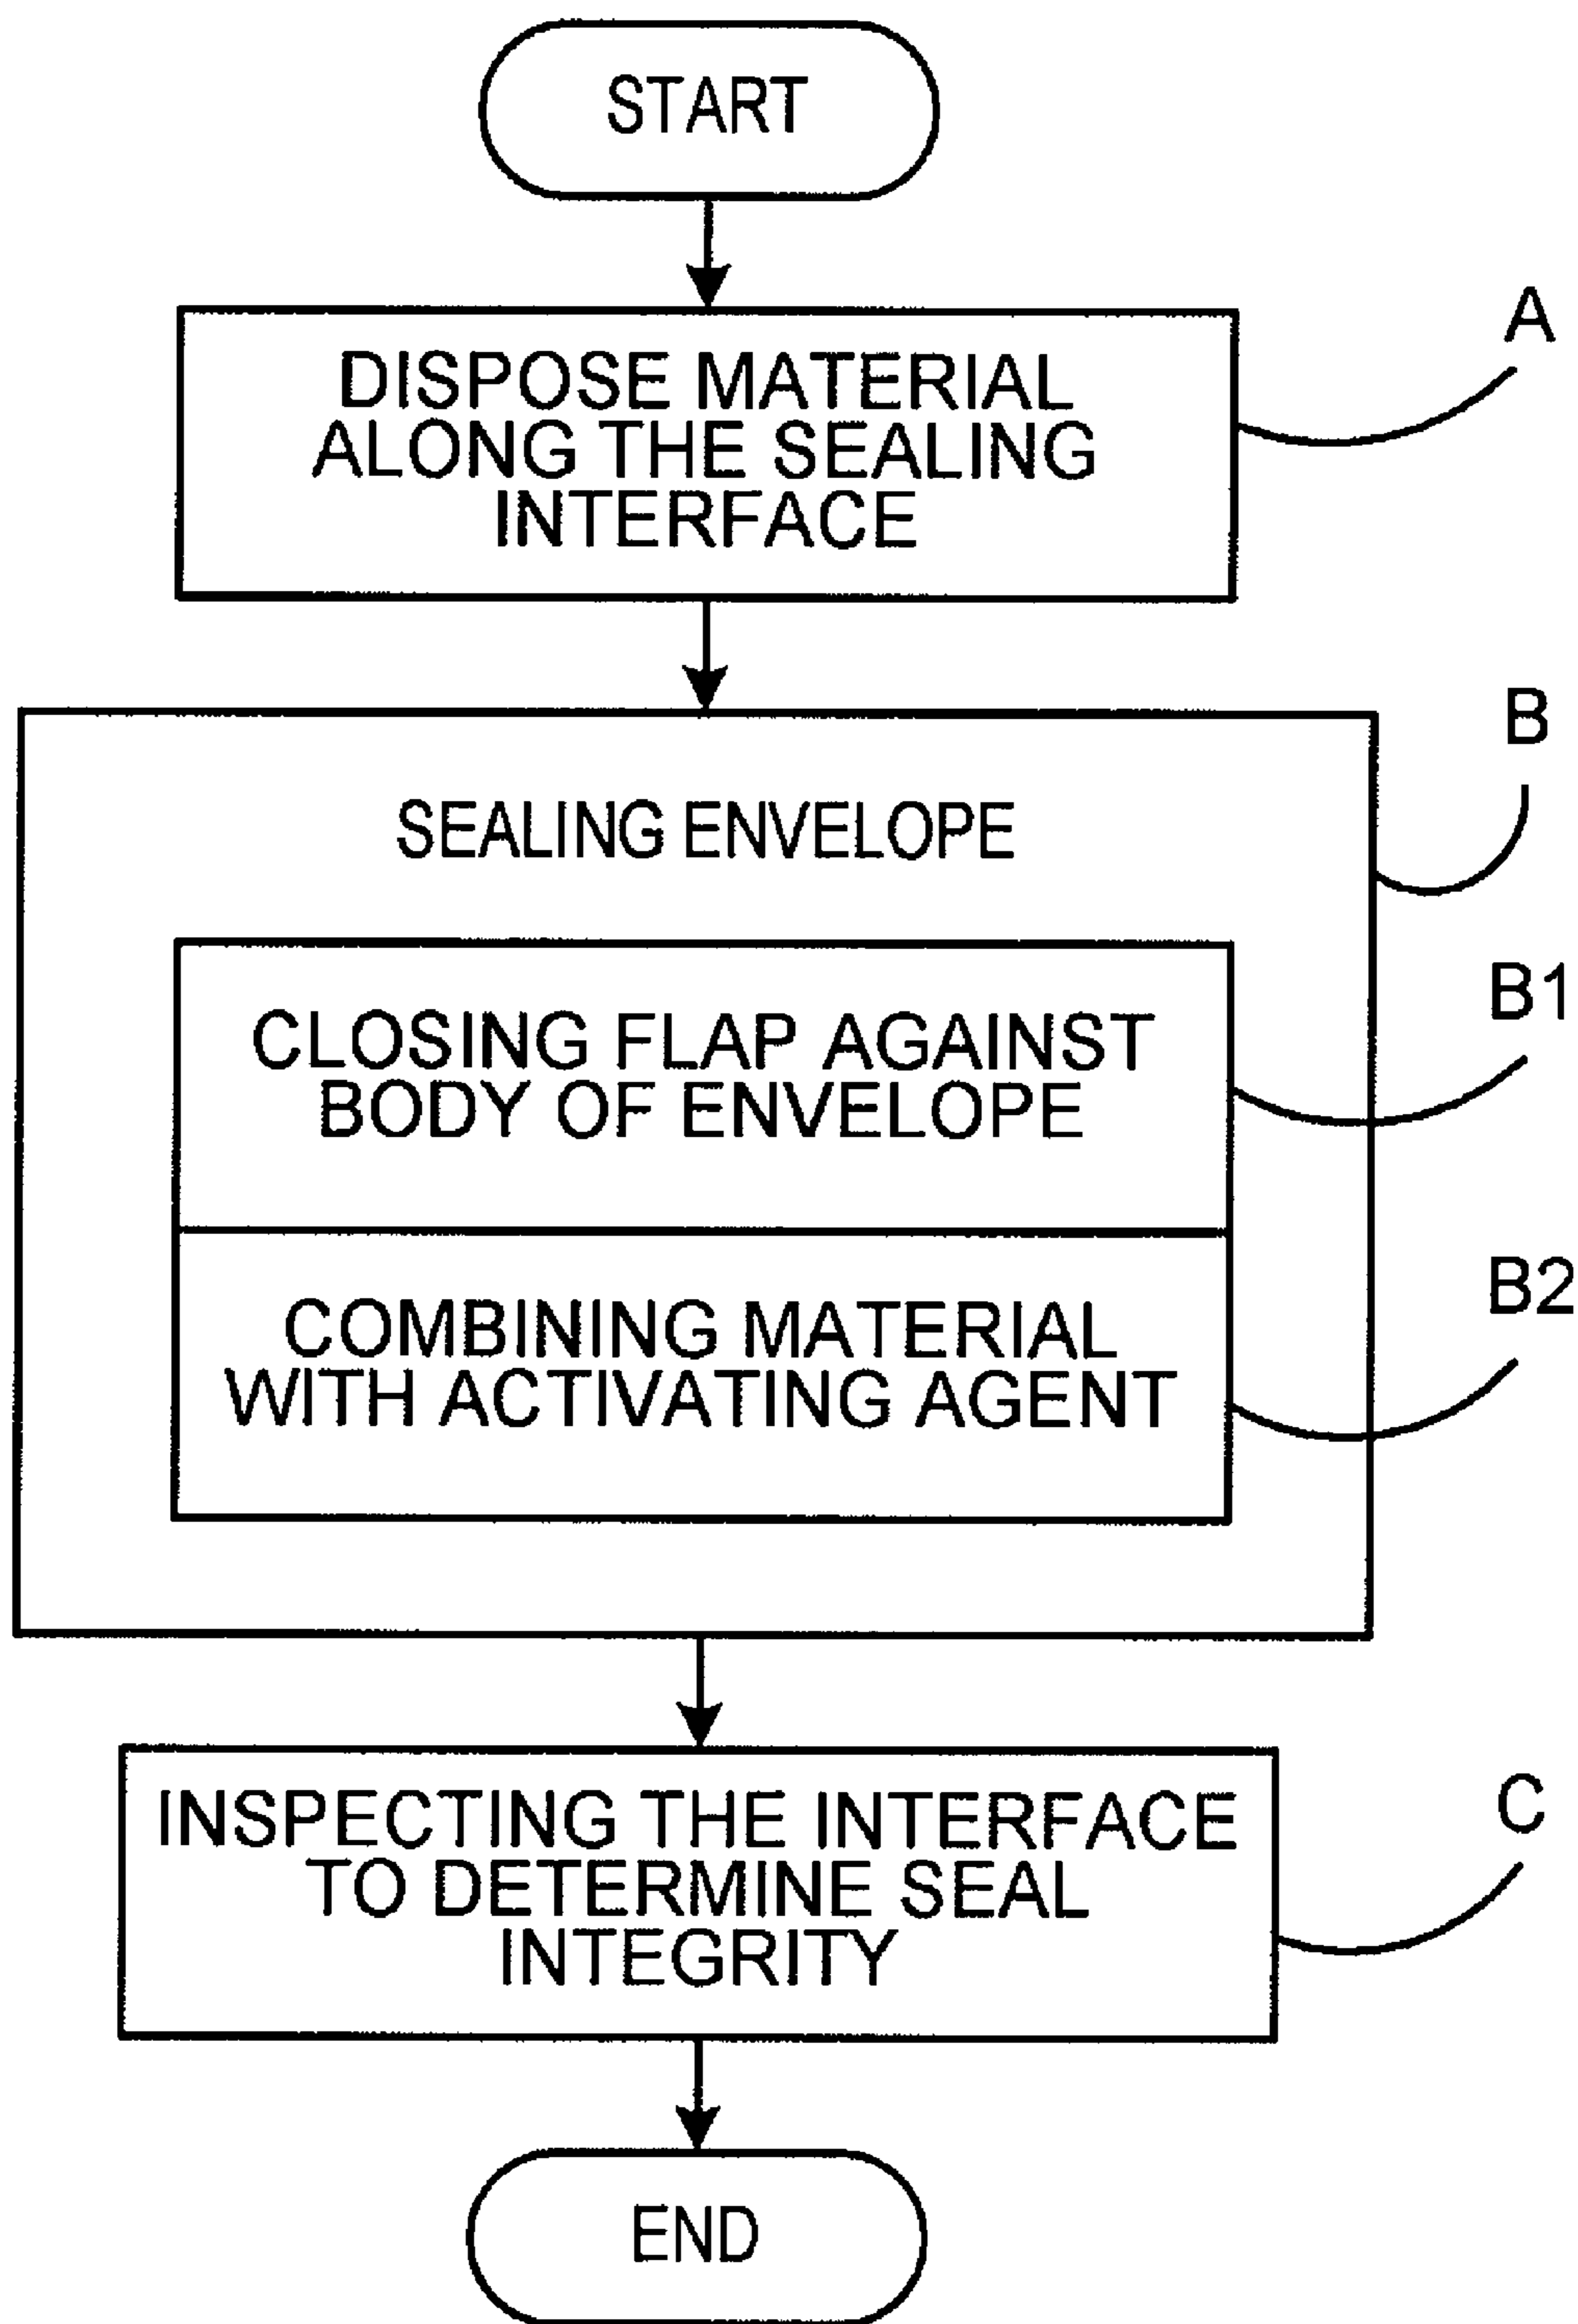 START
DISPOSE MATERIAL
ALONG THE SEALING
INTERFACE
A
SEALING ENVELOPE
B
CLOSING FLAP AGAINST
BODY OF ENVELOPE
B1
COMBINING MATERIAL
WITH ACTIVATING AGENT
B2
INSPECTING THE INTERFACE
TO DETERMINE SEAL
INTEGRITY
C
END